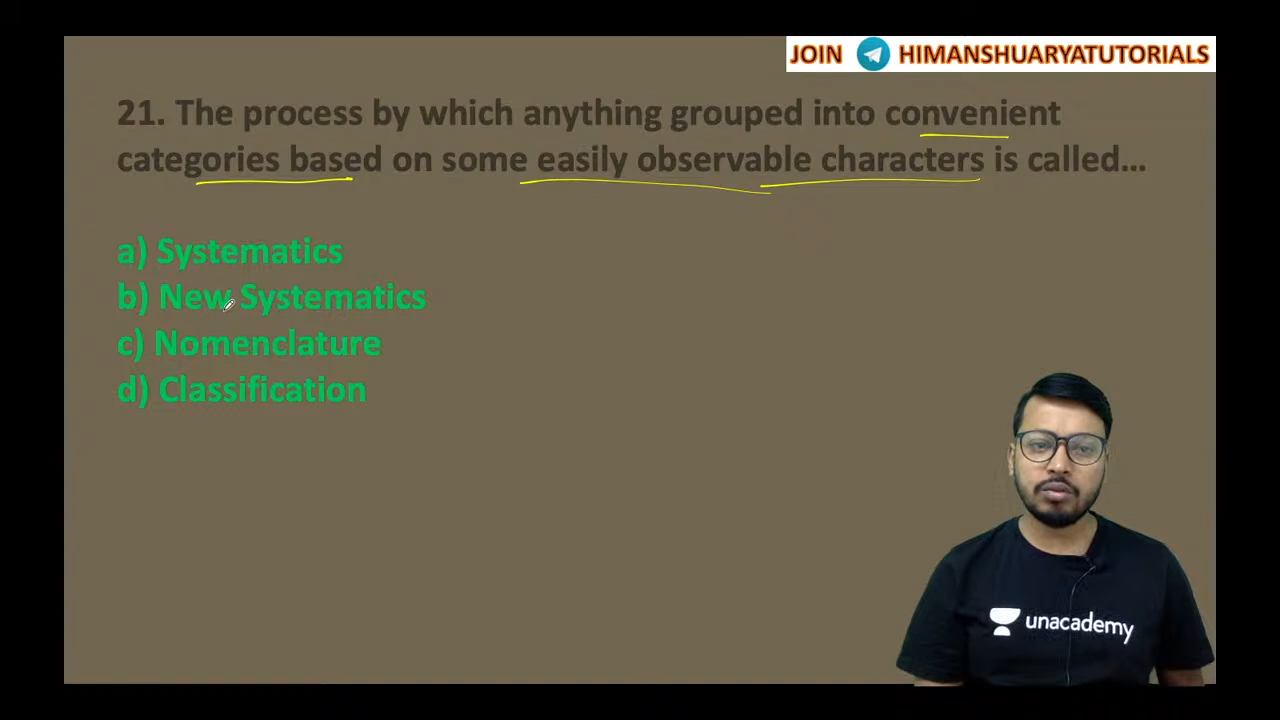 JOIN HIMANSHUARYATUTORIALS
21. The process by which anything grouped into convenient
categories based on some easily observable characters is called...
a) Systematics
b) New Systematics
c) Nomenclature
d) Classification
unacademy